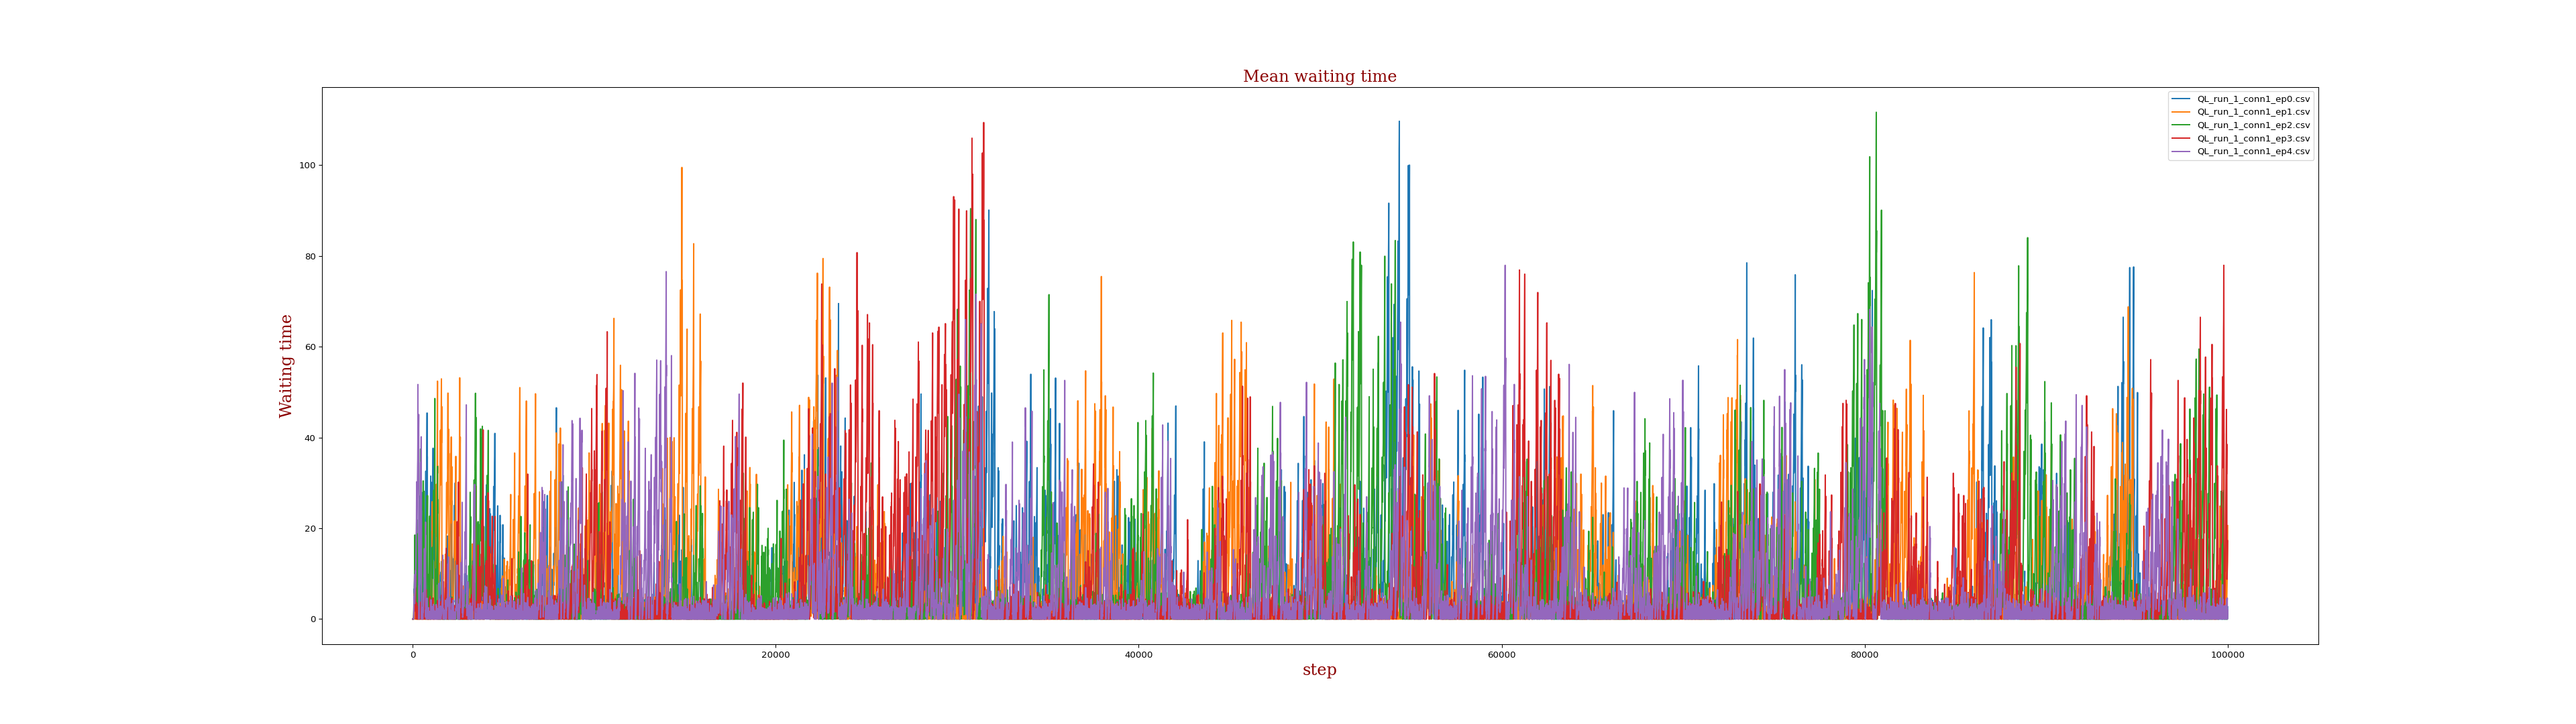 Mean waiting time
QL_run_1_conn1_ep0.csv
QL_run_1_conn1_ep1.csv
QL_run_1_conn1_ep2.csv
QL_run_1_conn1_ep3.csv
QL_run_1_conn1_ep4.csv
Waiting time
100
80
60
40
20
0
0 20000 40000 60000 80000 100000
step